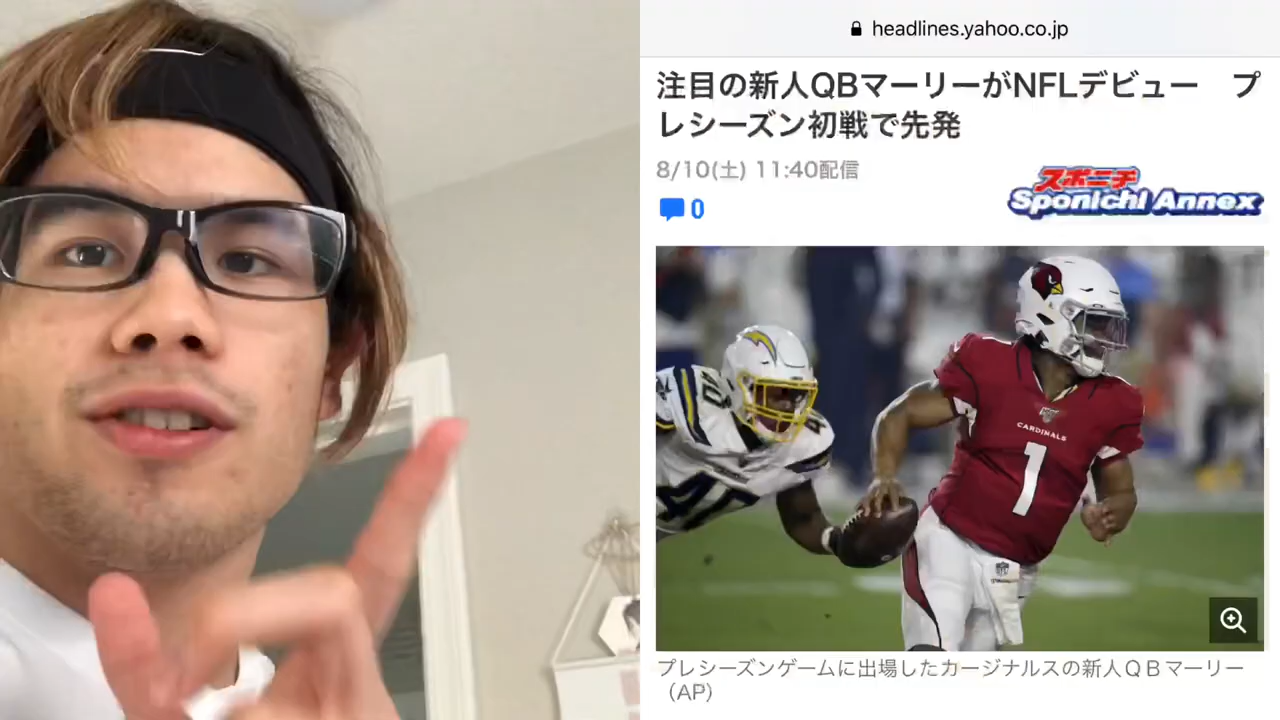 headlines.yahoo.co.jp
注目の新人QBマーリーがNFLデビュー　プ
レシーズン初戦で先発
8/10(土) 11:40配信
0
スポニチ
Sponichi Annex
40
CARDINALS
1
プレシーズンゲームに出場したカージナルスの新人ＱＢマーリー
（AP）